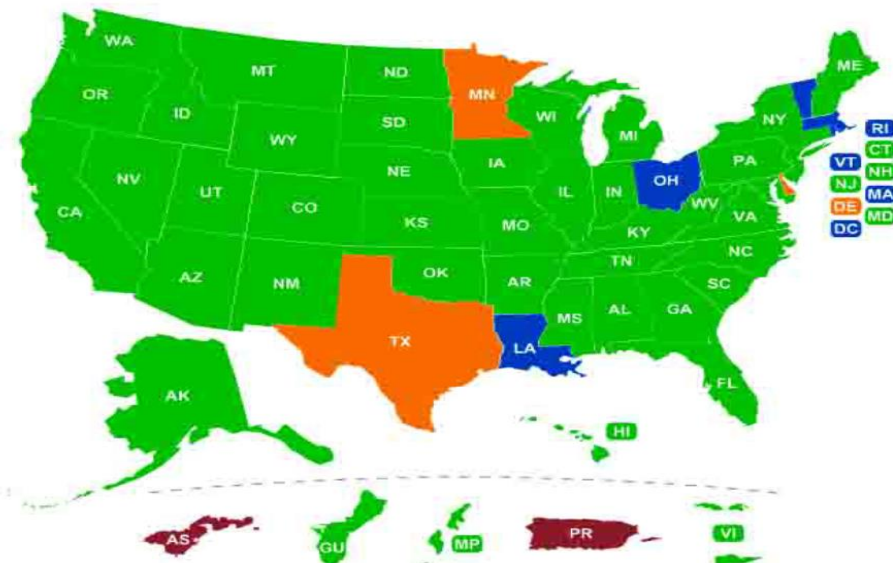 WA
MT
ND
MN
ME
OR
ID
SD
WI
MI
NY
WY
RI
CT
VT
NH
NJ
MA
DE
MD
DC
NE
IA
PA
NV
UT
CO
IL
IN
OH
WV
VA
CA
KS
MO
KY
NC
TN
AZ
NM
OK
AR
SC
MS
AL
GA
TX
LA
FL
AK
HI
AS
GU
MP
PR
VI